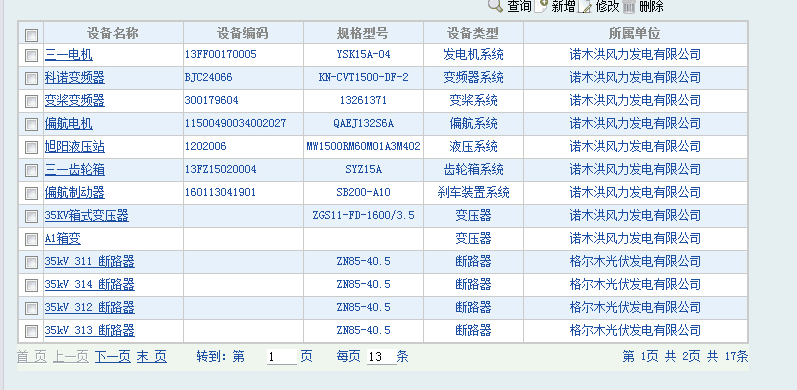 查询 新增 修改 删除
设备名称 设备编码 规格型号 设备类型 所属单位
三一电机 13FF00170005 YSK15A-04 发电机系统 诺木洪风力发电有限公司
科诺变频器 BJC24066 KN-CVT1500-DF-2 变频器系统 诺木洪风力发电有限公司
变桨变频器 300179604 13261371 变桨系统 诺木洪风力发电有限公司
偏航电机 11500490034002027 QAEJ132S6A 偏航系统 诺木洪风力发电有限公司
旭阳液压站 1202006 MW1500RM60M01A3M402 液压系统 诺木洪风力发电有限公司
三一齿轮箱 13FZ15020004 SYZ15A 齿轮箱系统 诺木洪风力发电有限公司
偏航制动器 160113041901 SB200-A10 刹车装置系统 诺木洪风力发电有限公司
35KV箱式变压器 ZGS11-FD-1600/3.5 变压器 诺木洪风力发电有限公司
A1箱变 变压器 诺木洪风力发电有限公司
35kV 311 断路器 ZN85-40.5 断路器 格尔木光伏发电有限公司
35kV 314 断路器 ZN85-40.5 断路器 格尔木光伏发电有限公司
35kV 312 断路器 ZN85-40.5 断路器 格尔木光伏发电有限公司
35kV 313 断路器 ZN85-40.5 断路器 格尔木光伏发电有限公司
首 页 上一页 下一页 末 页 转到：第 1 页 每页 13 条 第 1页 共 2页 共 17条